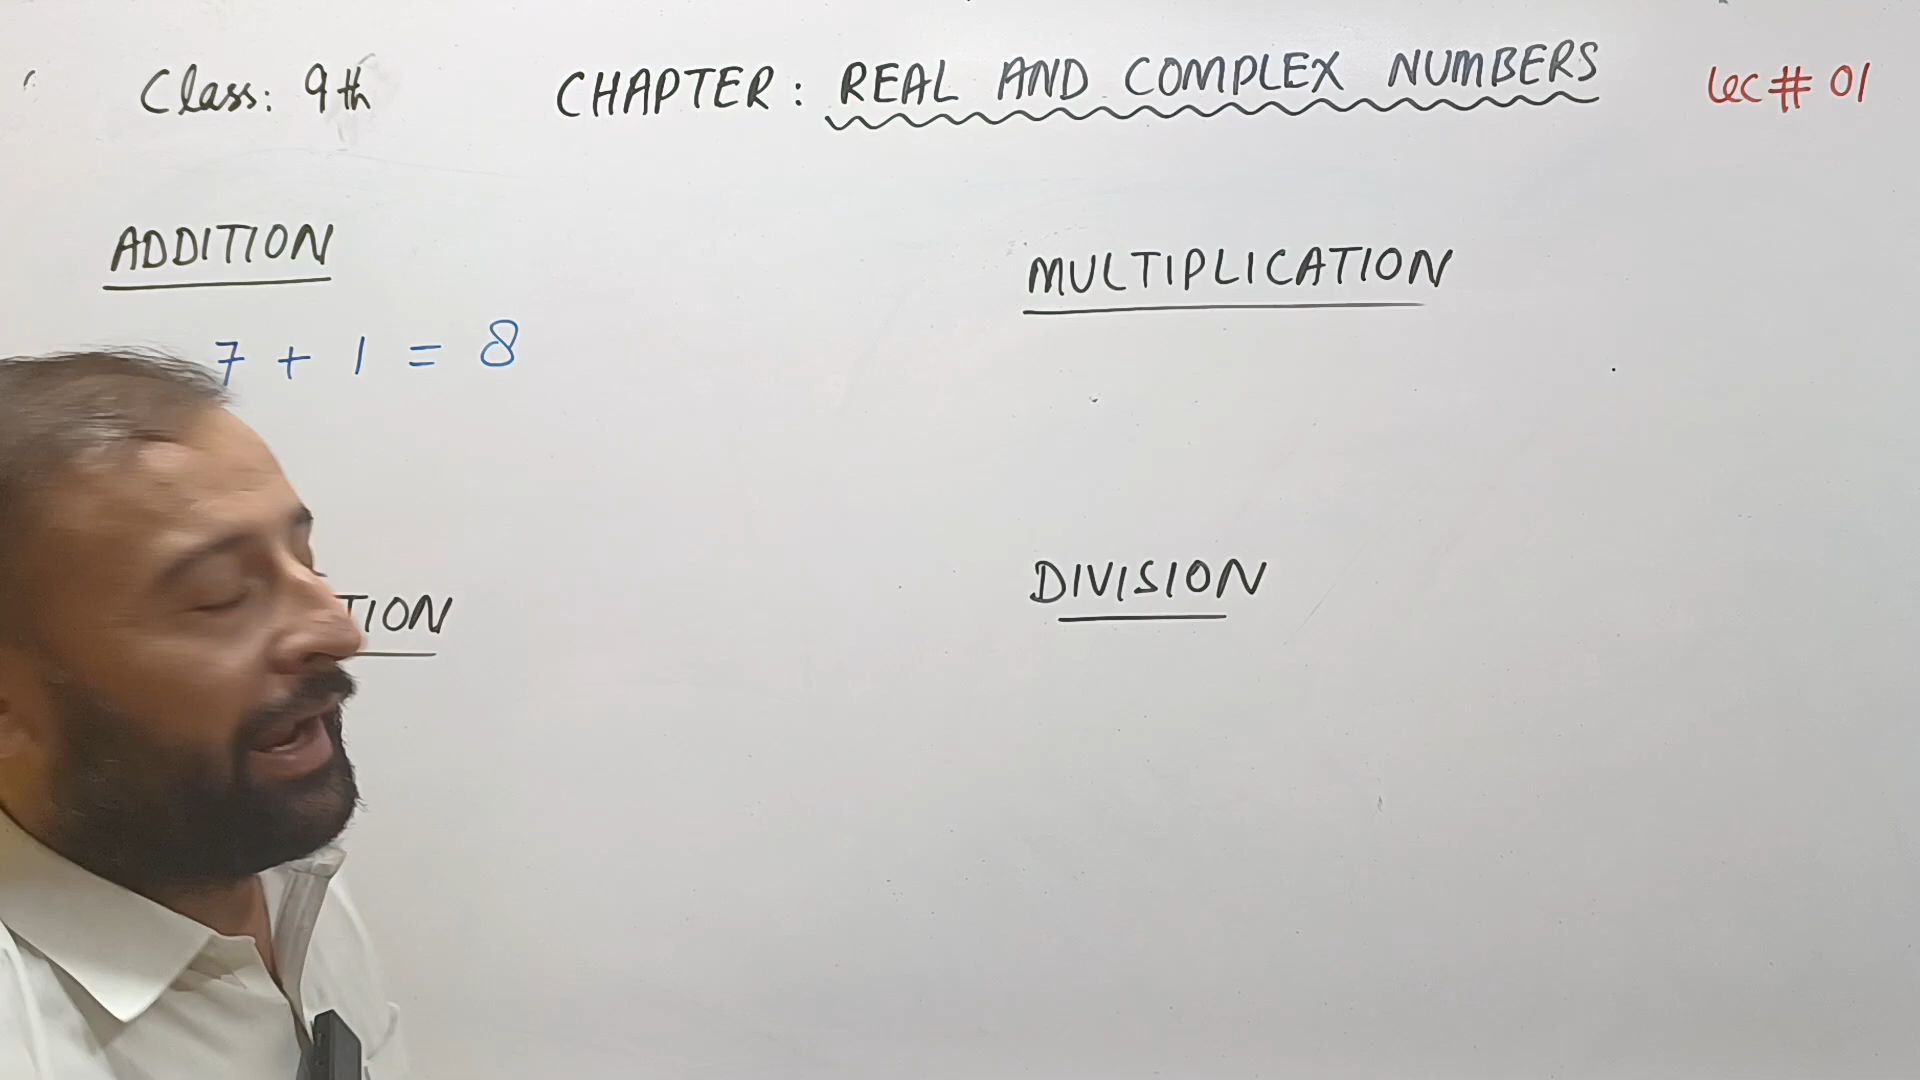 Class: 9th CHAPTER: REAL AND COMPLEX NUMBERS Lec # 01
ADDITION
MULTIPLICATION
7 + 1 = 8
DIVISION
TION